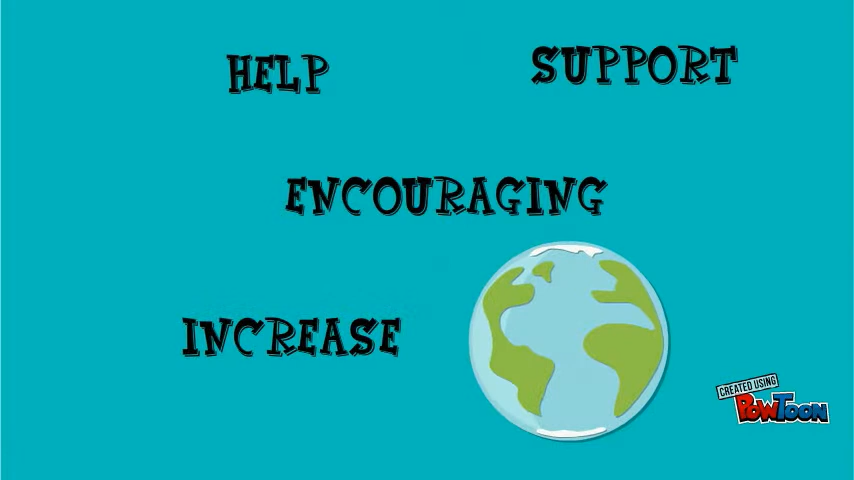 HELP
SUPPORT
ENCOURAGING
INCREASE
CREATED USING
POWTOON